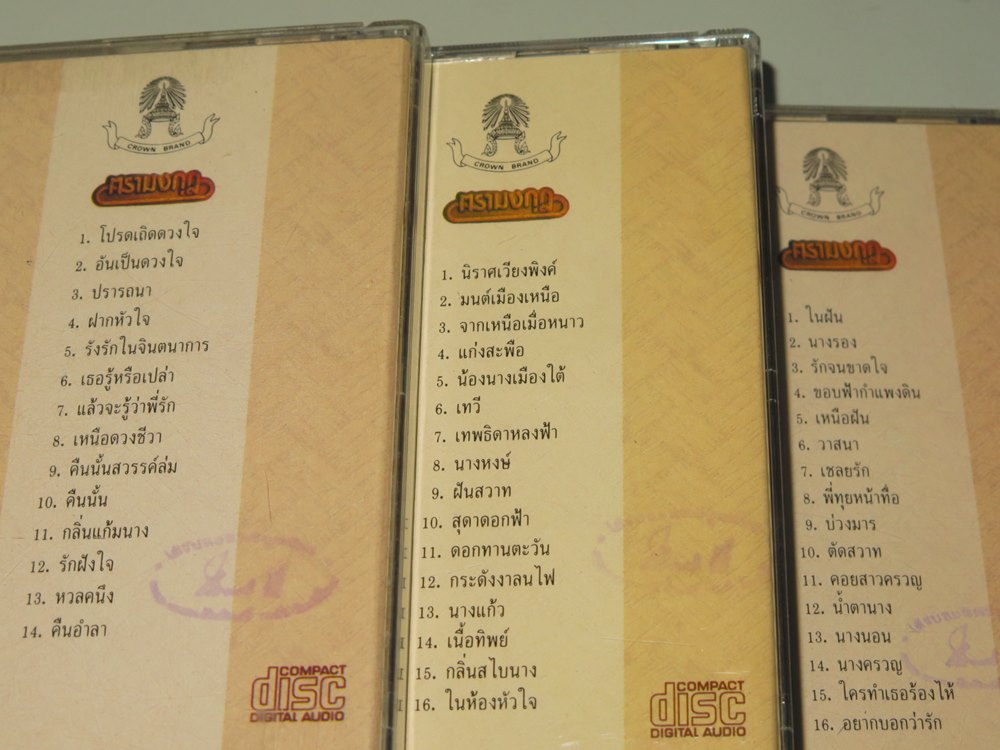 CROWN BRAND
ตรามงกุฎ
1. โปรดเถิดดวงใจ
2. อันเป็นดวงใจ
3. ปรารถนา
4. ฝากหัวใจ
5. รังรักในจินตนาการ
6. เธอรู้หรือเปล่า
7. แล้วจะรู้ว่าพี่รัก
8. เหนือดวงชีวา
9. คืนนั้นสวรรค์ล่ม
10. คืนนั้น
11. กลิ่นแก้มนาง
12. รักฝังใจ
13. หวลคนึง
14. คืนอำลา
COMPACT
disc
DIGITAL AUDIO
CROWN BRAND
ตรามงกุฎ
1. นิราศเวียงพิงค์
2. มนต์เมืองเหนือ
3. จากเหนือเมื่อหนาว
4. แก่งสะพือ
5. น้องนางเมืองใต้
6. เทวี
7. เทพธิดาหลงฟ้า
8. นางหงษ์
9. ฝันสวาท
10. สุดาดอกฟ้า
11. ดอกทานตะวัน
12. กระดังงาลนไฟ
13. นางแก้ว
14. เนื้อทิพย์
15. กลิ่นสไบนาง
16. ในห้องหัวใจ
COMPACT
disc
DIGITAL AUDIO
CROWN BRAND
ตรามงกุฎ
1. ในฝัน
2. นางรอง
3. รักจนขาดใจ
4. ขอบฟ้ากำแพงดิน
5. เหนือฝัน
6. วาสนา
7. เชลยรัก
8. พี่ทุยหน้าทื่อ
9. บ่วงมาร
10. ตัดสวาท
11. คอยสาวครวญ
12. น้ำตานาง
13. นางนอน
14. นางครวญ
15. ใครทำเธอร้องไห้
16. อยากบอกว่ารัก